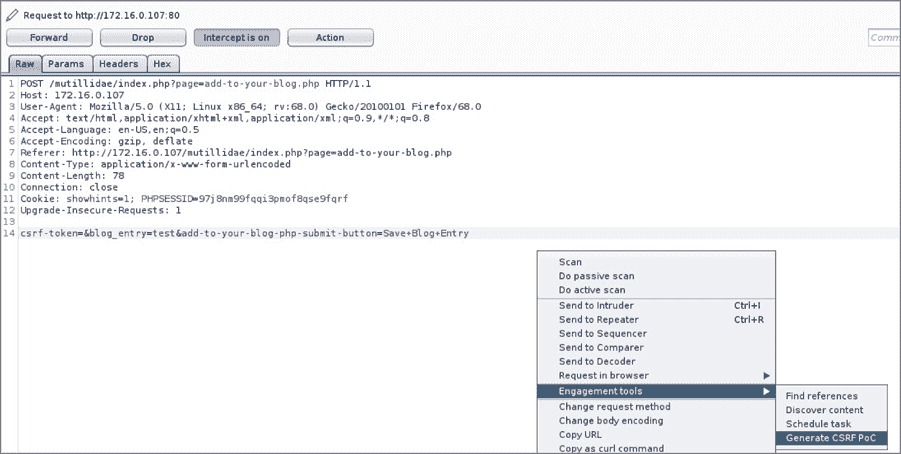 Request to http://172.16.0.107:80
Forward Drop Intercept is on Action Comm
Raw Params Headers Hex
1 POST /mutillidae/index.php?page=add-to-your-blog.php HTTP/1.1
2 Host: 172.16.0.107
3 User-Agent: Mozilla/5.0 (X11; Linux x86_64; rv:68.0) Gecko/20100101 Firefox/68.0
4 Accept: text/html,application/xhtml+xml,application/xml;q=0.9,*/*;q=0.8
5 Accept-Language: en-US,en;q=0.5
6 Accept-Encoding: gzip, deflate
7 Referer: http://172.16.0.107/mutillidae/index.php?page=add-to-your-blog.php
8 Content-Type: application/x-www-form-urlencoded
9 Content-Length: 78
10 Connection: close
11 Cookie: showhints=1; PHPSESSID=97j8nm99fqqi3pmof8qse9fqrf
12 Upgrade-Insecure-Requests: 1
13
14 csrf-token=&blog_entry=test&add-to-your-blog-php-submit-button=Save+Blog+Entry
Scan
Do passive scan
Do active scan
Send to Intruder Ctrl+I
Send to Repeater Ctrl+R
Send to Sequencer
Send to Comparer
Send to Decoder
Request in browser
Engagement tools
Change request method
Change body encoding
Copy URL
Copy as curl command
Find references
Discover content
Schedule task
Generate CSRF PoC